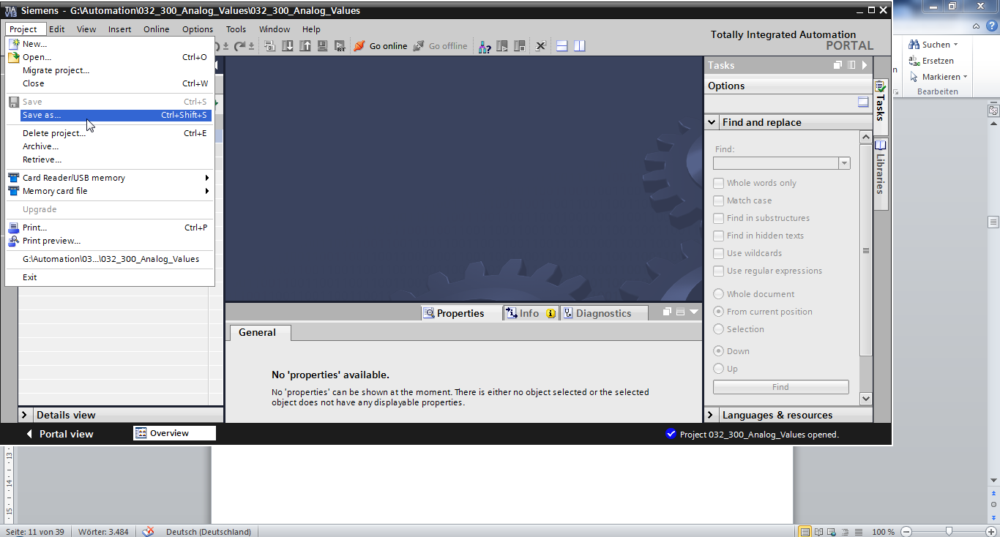 TIA V13 Siemens - G:\Automation\032_300_Analog_Values\032_300_Analog_Values
Project Edit View Insert Online Options Tools Window Help
Totally Integrated Automation
PORTAL
Go online Go offline
New...
Open... Ctrl+O
Migrate project...
Close Ctrl+W
Save Ctrl+S
Save as... Ctrl+Shift+S
Delete project... Ctrl+E
Archive...
Retrieve...
Card Reader/USB memory
Memory card file
Upgrade
Print... Ctrl+P
Print preview...
G:\Automation\03...\032_300_Analog_Values
Exit
Details view
Properties Info Diagnostics
General
No 'properties' available.
No 'properties' can be shown at the moment. There is either no object selected or the selected
object does not have any displayable properties.
Tasks
Options
Find and replace
Find:
Whole words only
Match case
Find in substructures
Find in hidden texts
Use wildcards
Use regular expressions
Whole document
From current position
Selection
Down
Up
Find
Languages & resources
Tasks
Libraries
Portal view Overview Project 032_300_Analog_Values opened.
Suchen
Ersetzen
n Markieren
Bearbeiten
13
14
15
Seite: 11 von 39 Wörter: 3.484 Deutsch (Deutschland) 100 %